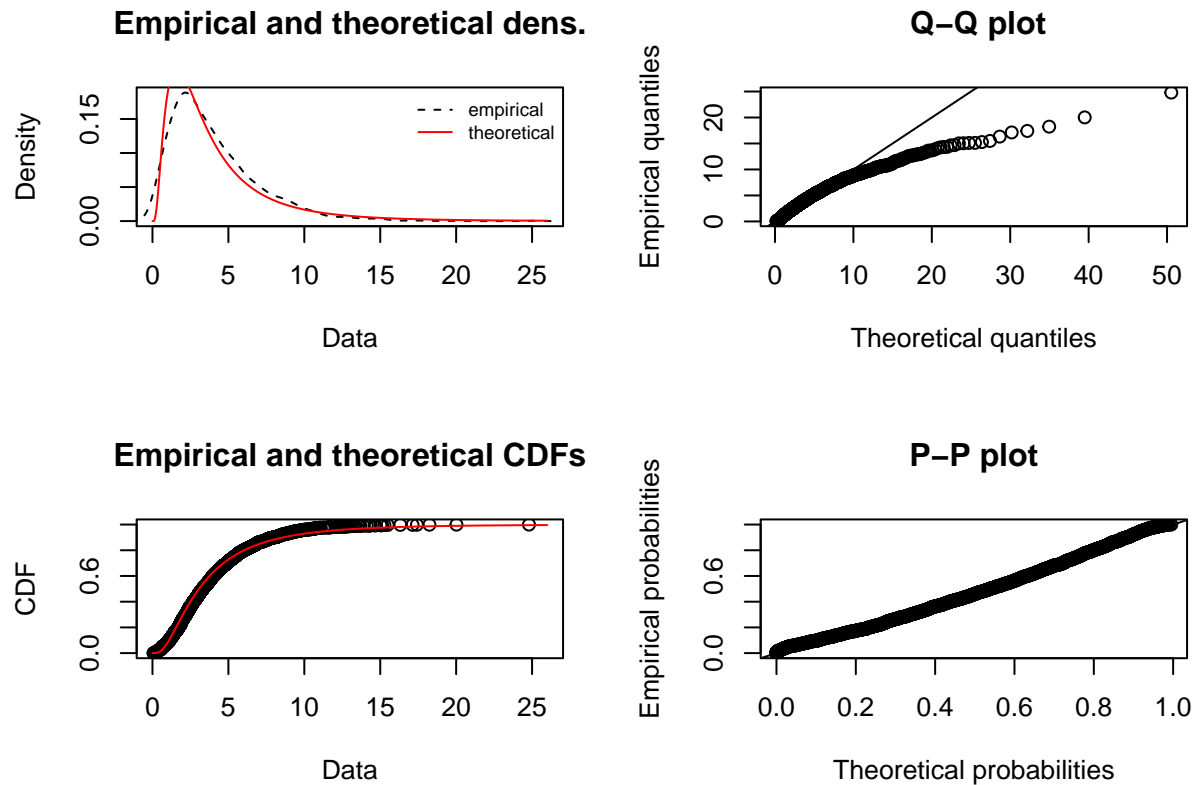 Empirical and theoretical dens.
Density
0.00 0.15
empirical
theoretical
0 5 10 15 20 25
Data
Q−Q plot
Empirical quantiles
0 10 20
0 10 20 30 40 50
Theoretical quantiles
Empirical and theoretical CDFs
CDF
0.0 0.6
0 5 10 15 20 25
Data
P−P plot
Empirical probabilities
0.0 0.6
0.0 0.2 0.4 0.6 0.8 1.0
Theoretical probabilities